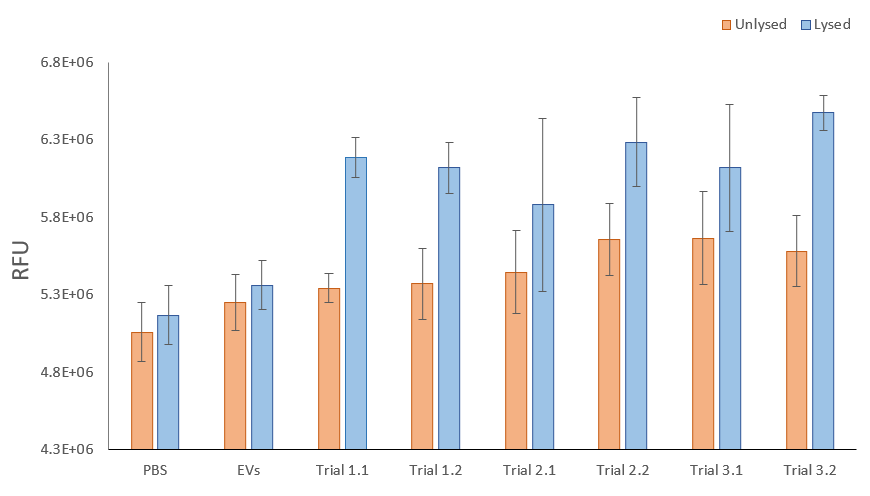 Unlysed Lysed
6.8E+06
6.3E+06
5.8E+06
5.3E+06
4.8E+06
4.3E+06
RFU
PBS EVs Trial 1.1 Trial 1.2 Trial 2.1 Trial 2.2 Trial 3.1 Trial 3.2